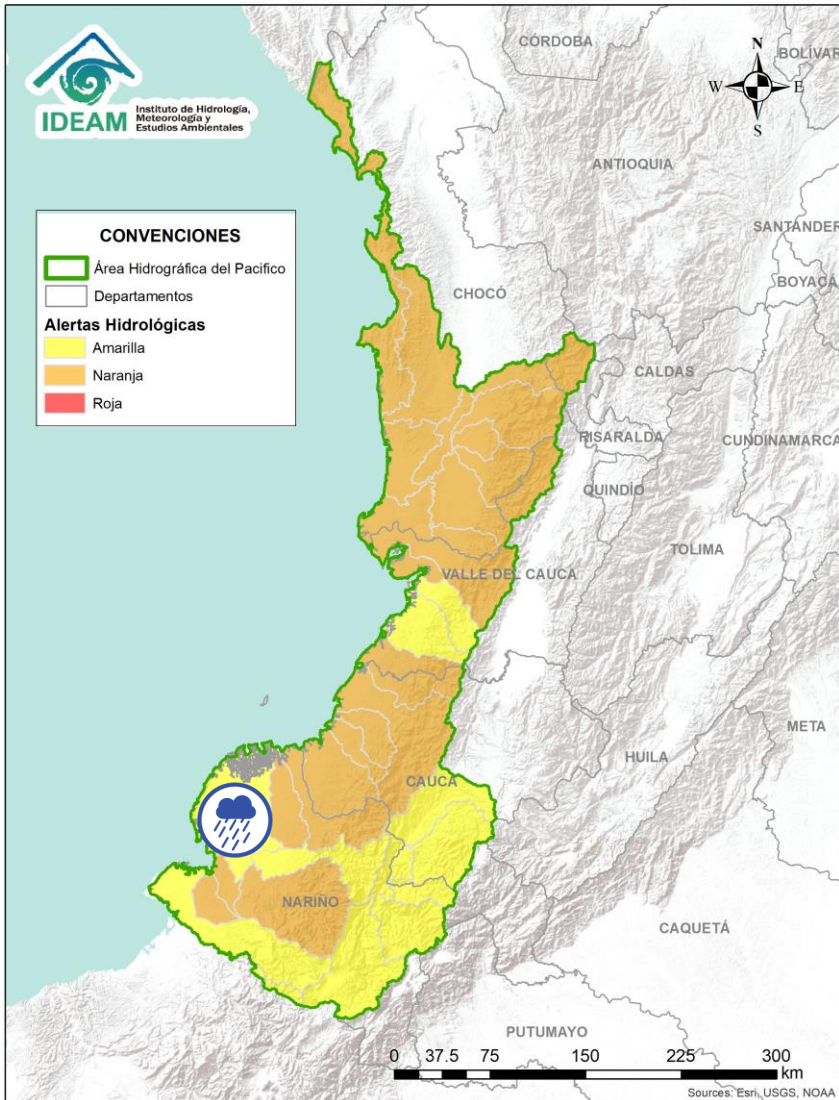 IDEAM
Instituto de Hidrología,
Meteorología y
Estudios Ambientales
N
W
E
S
CÓRDOBA
BOLÍVAR
ANTIOQUIA
SANTANDER
BOYACÁ
CHOCÓ
CALDAS
RISARALDA
CUNDINAMARCA
QUINDÍO
TOLIMA
VALLE DEL CAUCA
META
HUILA
CAUCA
NARIÑO
CAQUETÁ
PUTUMAYO
CONVENCIONES
Área Hidrográfica del Pacifico
Departamentos
Alertas Hidrológicas
Amarilla
Naranja
Roja
0 37.5 75 150 225 300
km
Sources: Esri, USGS, NOAA